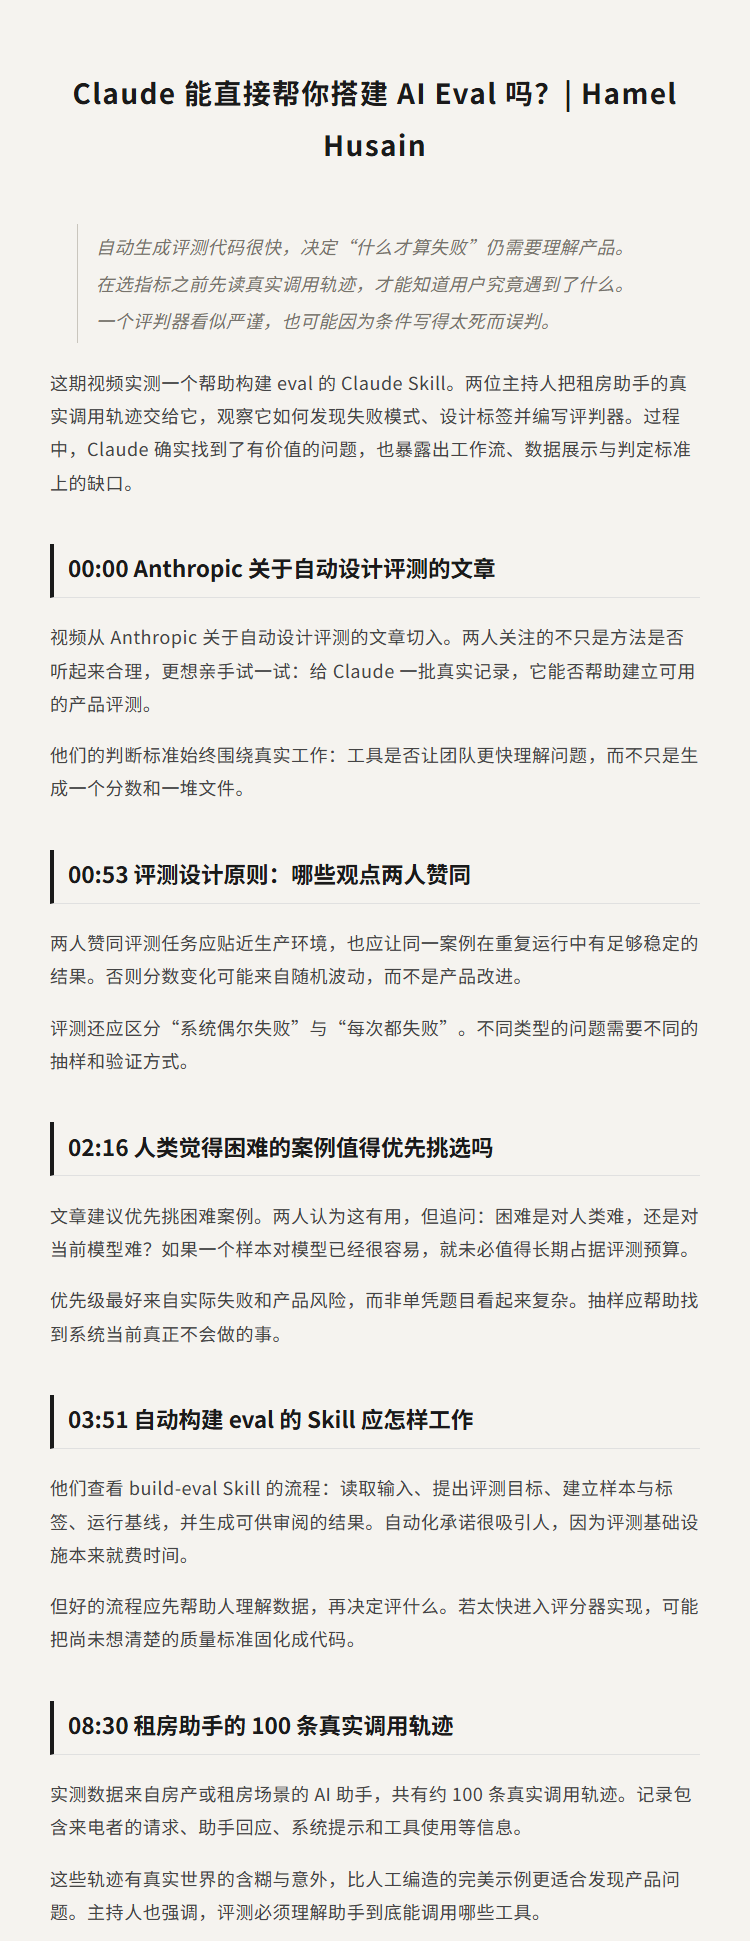 Claude 能直接帮你搭建 AI Eval 吗？| Hamel
Husain
自动生成评测代码很快，决定“什么才算失败”仍需要理解产品。
在选指标之前先读真实调用轨迹，才能知道用户究竟遇到了什么。
一个评判器看似严谨，也可能因为条件写得太死而误判。
这期视频实测一个帮助构建 eval 的 Claude Skill。两位主持人把租房助手的真
实调用轨迹交给它，观察它如何发现失败模式、设计标签并编写评判器。过程
中，Claude 确实找到了有价值的问题，也暴露出工作流、数据展示与判定标准
上的缺口。
00:00 Anthropic 关于自动设计评测的文章
视频从 Anthropic 关于自动设计评测的文章切入。两人关注的不只是方法是否
听起来合理，更想亲手试一试：给 Claude 一批真实记录，它能否帮助建立可用
的产品评测。
他们的判断标准始终围绕真实工作：工具是否让团队更快理解问题，而不只是生
成一个分数和一堆文件。
00:53 评测设计原则：哪些观点两人赞同
两人赞同评测任务应贴近生产环境，也应让同一案例在重复运行中有足够稳定的
结果。否则分数变化可能来自随机波动，而不是产品改进。
评测还应区分“系统偶尔失败”与“每次都失败”。不同类型的问题需要不同的
抽样和验证方式。
02:16 人类觉得困难的案例值得优先挑选吗
文章建议优先挑困难案例。两人认为这有用，但追问：困难是对人类难，还是对
当前模型难？如果一个样本对模型已经很容易，就未必值得长期占据评测预算。
优先级最好来自实际失败和产品风险，而非单凭题目看起来复杂。抽样应帮助找
到系统当前真正不会做的事。
03:51 自动构建 eval 的 Skill 应怎样工作
他们查看 build-eval Skill 的流程：读取输入、提出评测目标、建立样本与标
签、运行基线，并生成可供审阅的结果。自动化承诺很吸引人，因为评测基础设
施本来就费时间。
但好的流程应先帮助人理解数据，再决定评什么。若太快进入评分器实现，可能
把尚未想清楚的质量标准固化成代码。
08:30 租房助手的 100 条真实调用轨迹
实测数据来自房产或租房场景的 AI 助手，共有约 100 条真实调用轨迹。记录包
含来电者的请求、助手回应、系统提示和工具使用等信息。
这些轨迹有真实世界的含糊与意外，比人工编造的完美示例更适合发现产品问
题。主持人也强调，评测必须理解助手到底能调用哪些工具。